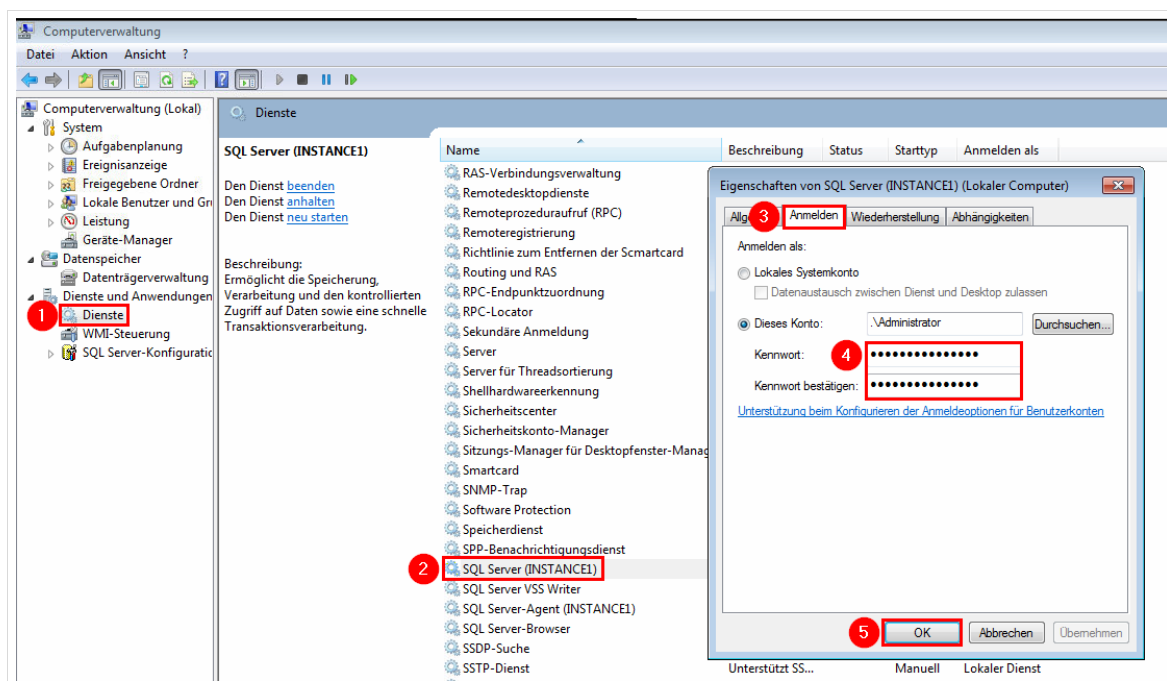 Computerverwaltung
Datei Aktion Ansicht ?
Computerverwaltung (Lokal)
System
Aufgabenplanung
Ereignisanzeige
Freigegebene Ordner
Lokale Benutzer und Gru
Leistung
Geräte-Manager
Datenspeicher
Datenträgerverwaltung
Dienste und Anwendungen
1 Dienste
WMI-Steuerung
SQL Server-Konfiguratic
Dienste
SQL Server (INSTANCE1)
Den Dienst beenden
Den Dienst anhalten
Den Dienst neu starten
Beschreibung:
Ermöglicht die Speicherung,
Verarbeitung und den kontrollierten
Zugriff auf Daten sowie eine schnelle
Transaktionsverarbeitung.
Name Beschreibung Status Starttyp Anmelden als
RAS-Verbindungsverwaltung
Remotedesktopdienste
Remoteprozeduraufruf (RPC)
Remoteregistrierung
Richtlinie zum Entfernen der Scmartcard
Routing und RAS
RPC-Endpunktzuordnung
RPC-Locator
Sekundäre Anmeldung
Server
Server für Threadsortierung
Shellhardwareerkennung
Sicherheitscenter
Sicherheitskonto-Manager
Sitzungs-Manager für Desktopfenster-Manag
Smartcard
SNMP-Trap
Software Protection
Speicherdienst
SPP-Benachrichtigungsdienst
2 SQL Server (INSTANCE1)
SQL Server VSS Writer
SQL Server-Agent (INSTANCE1)
SQL Server-Browser
SSDP-Suche
SSTP-Dienst Unterstützt SS... Manuell Lokaler Dienst
Eigenschaften von SQL Server (INSTANCE1) (Lokaler Computer)
3 Anmelden Wiederherstellung Abhängigkeiten
Anmelden als:
Lokales Systemkonto
Datenaustausch zwischen Dienst und Desktop zulassen
Dieses Konto: .\Administrator Durchsuchen...
Kennwort: 4 •••••••••••••••
Kennwort bestätigen: •••••••••••••••
Unterstützung beim Konfigurieren der Anmeldeoptionen für Benutzerkonten
5 OK Abbrechen Übernehmen